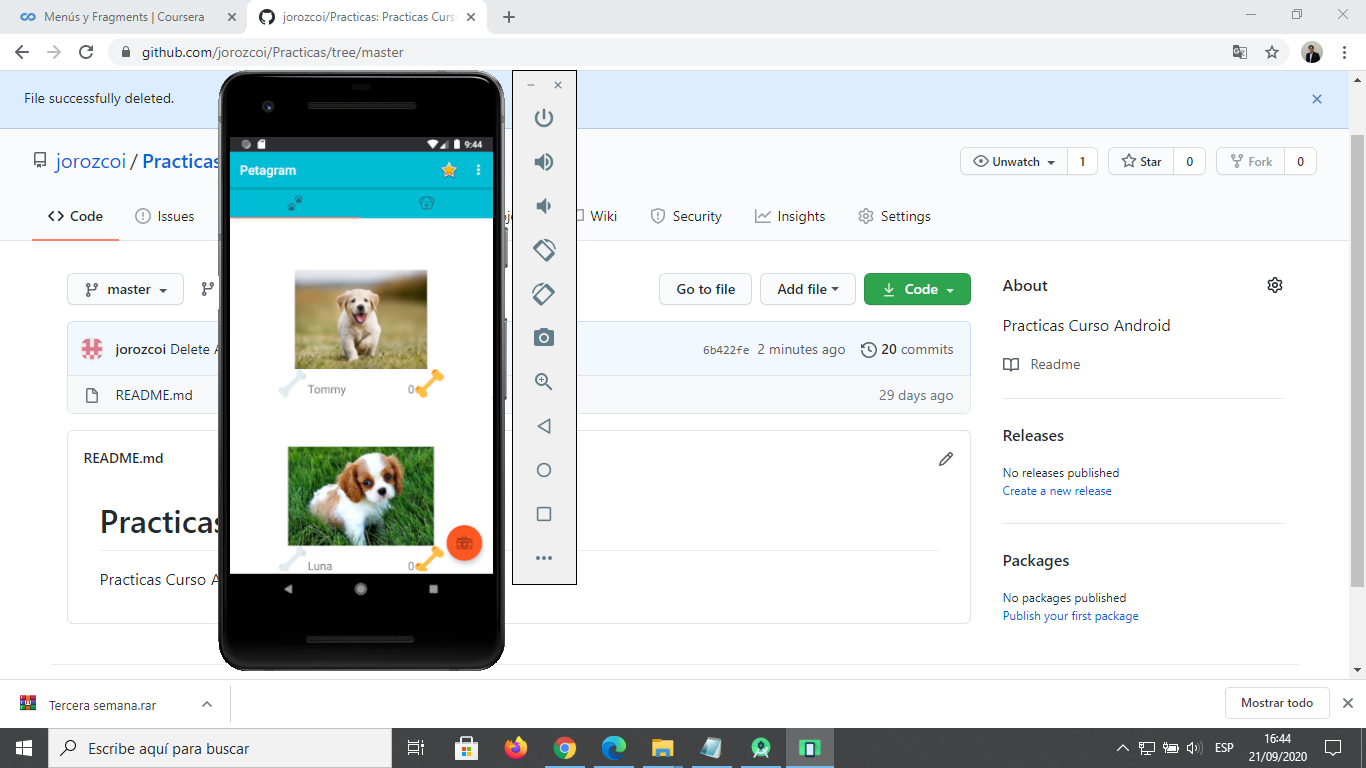 Menús y Fragments | Coursera
jorozcoi/Practicas: Practicas Curs
github.com/jorozcoi/Practicas/tree/master
File successfully deleted.
jorozcoi / Practicas
Unwatch 1
Star 0
Fork 0
Code
Issues
Wiki
Security
Insights
Settings
master
Go to file
Add file
Code
jorozcoi Delete A
6b422fe 2 minutes ago
20 commits
README.md
29 days ago
README.md
Practicas
Practicas Curso A
About
Practicas Curso Android
Readme
Releases
No releases published
Create a new release
Packages
No packages published
Publish your first package
9:44
Petagram
Tommy
0
Luna
0
Tercera semana.rar
Mostrar todo
Escribe aquí para buscar
ESP
16:44
21/09/2020